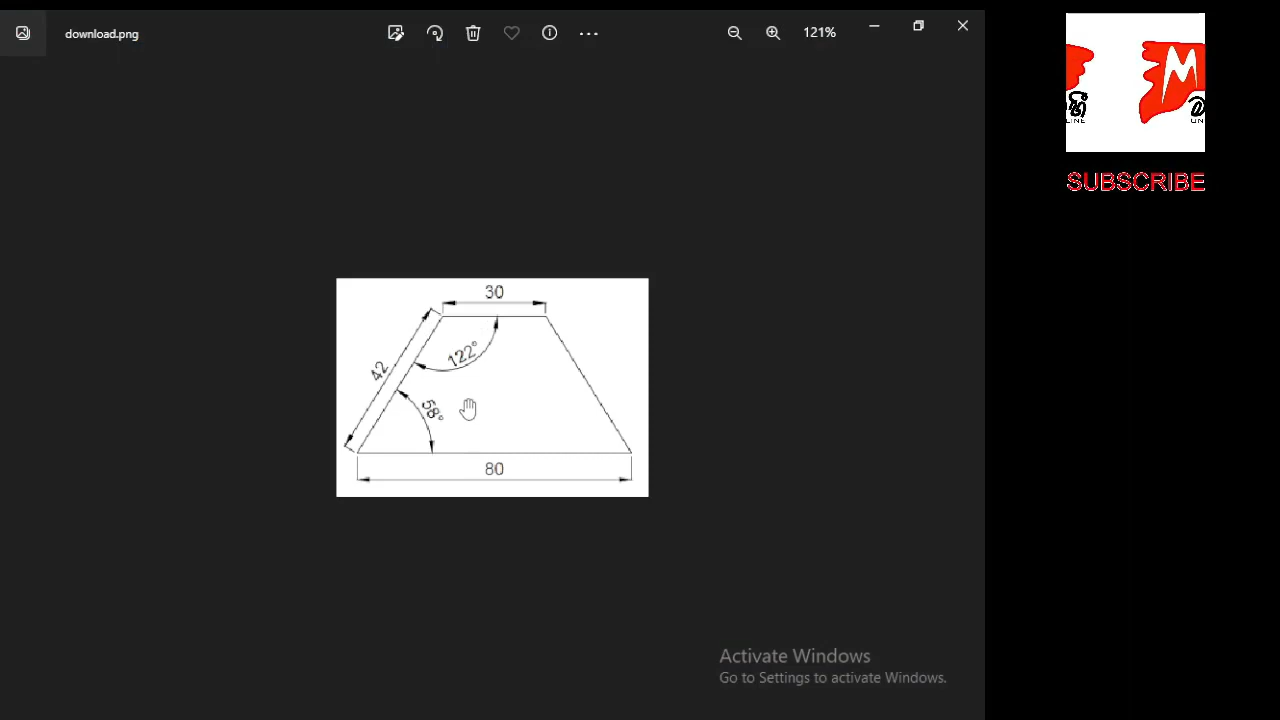 download.png
121%
SUBSCRIBE
30
122°
42
58°
80
Activate Windows
Go to Settings to activate Windows.